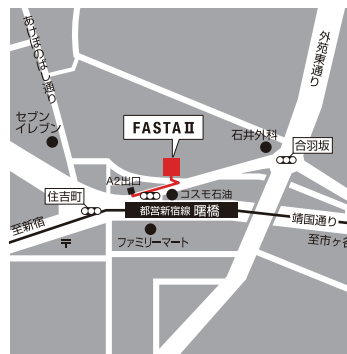 あけぼのばし通り
外苑東通り
セブン
イレブン
FASTAⅡ
石井外科
合羽坂
A2出口
コスモ石油
住吉町
都営新宿線 曙橋
靖国通り
至新宿
〒
ファミリーマート
至市ヶ谷